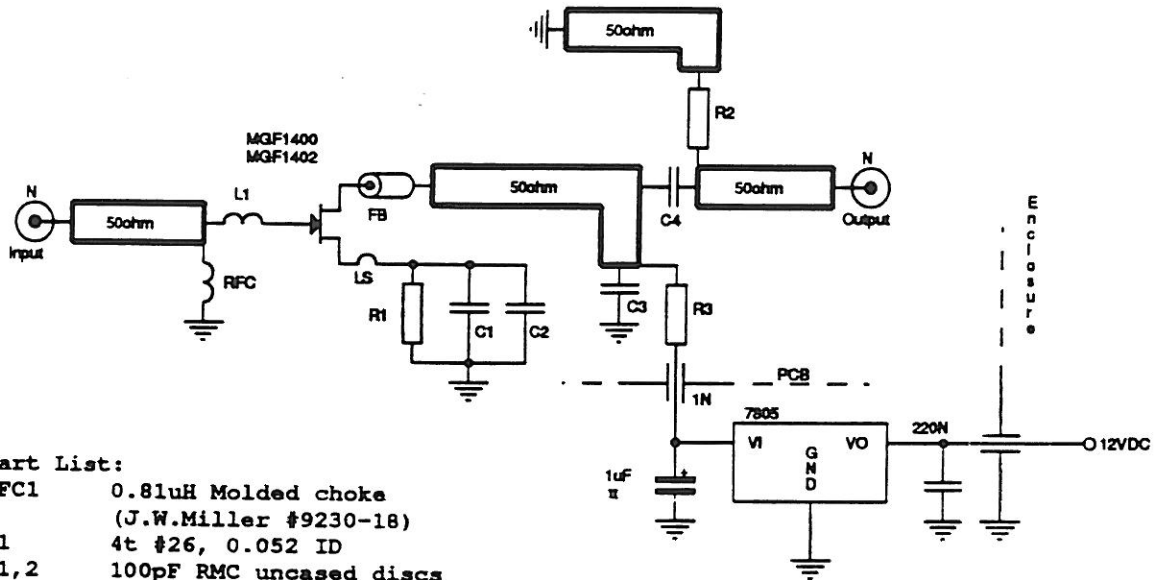 50ohm
R2
MGF1400
MGF1402
N
L1
50ohm
N
50ohm
FB
50ohm
C4
Input
Output
RFC
LS
R1
C1
C2
C3
R3
Enclosure
PCB
1N
7805
VI
GND
VO
220N
12VDC
1uF
+
art List:
FC1 0.81uH Molded choke
(J.W.Miller #9230-18)
1 4t #26, 0.052 ID
1,2 100pF RMC uncased discs